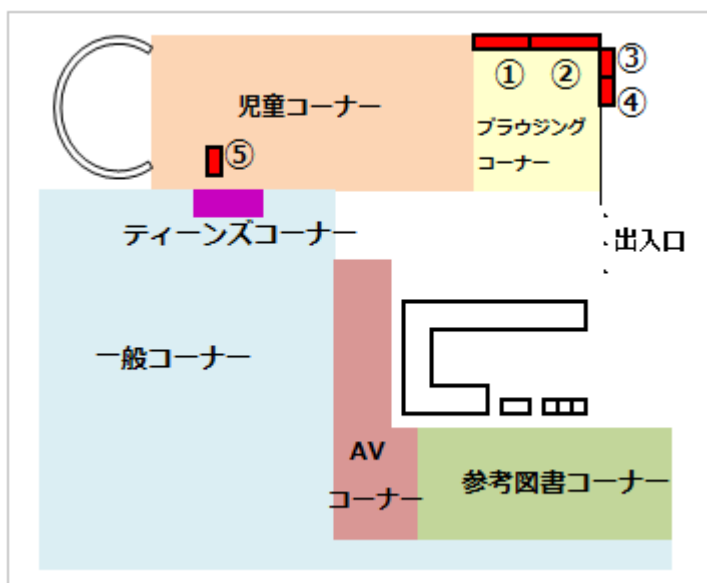 ① ②
③
④
児童コーナー
ブラウジング
コーナー
⑤
ティーンズコーナー
出入口
一般コーナー
AV
コーナー
参考図書コーナー